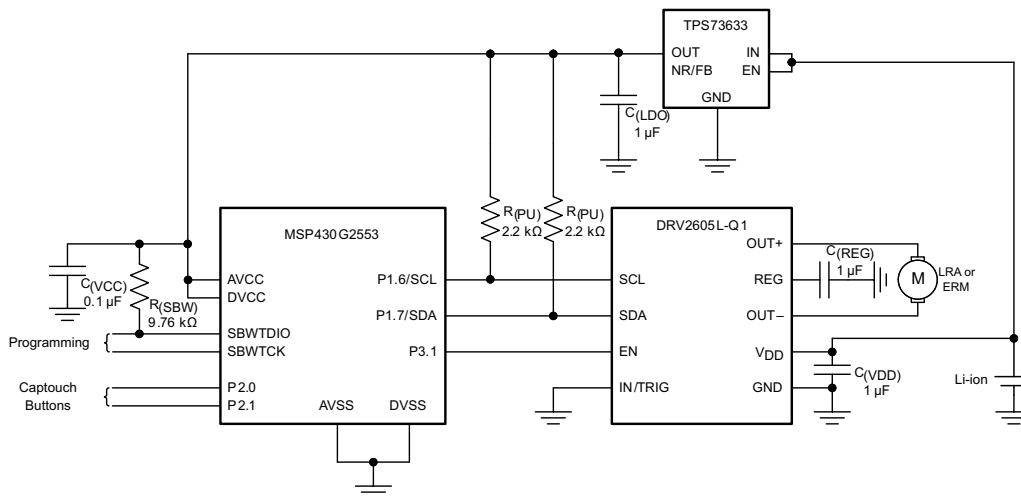 TPS73633
OUT
IN
NR/FB
EN
GND
C(LDO)
1 µF
R(PU)
2.2 kΩ
R(PU)
2.2 kΩ
MSP430G2553
DRV2605L-Q1
OUT+
C(REG)
1 µF
LRA or
ERM
M
C(VCC)
0.1 µF
AVCC
DVCC
P1.6/SCL
SCL
REG
R(SBW)
9.76 kΩ
P1.7/SDA
SDA
OUT–
Programming
SBWTDIO
SBWTCK
P3.1
EN
VDD
C(VDD)
1 µF
Li-ion
Captouch
Buttons
P2.0
P2.1
IN/TRIG
GND
AVSS
DVSS